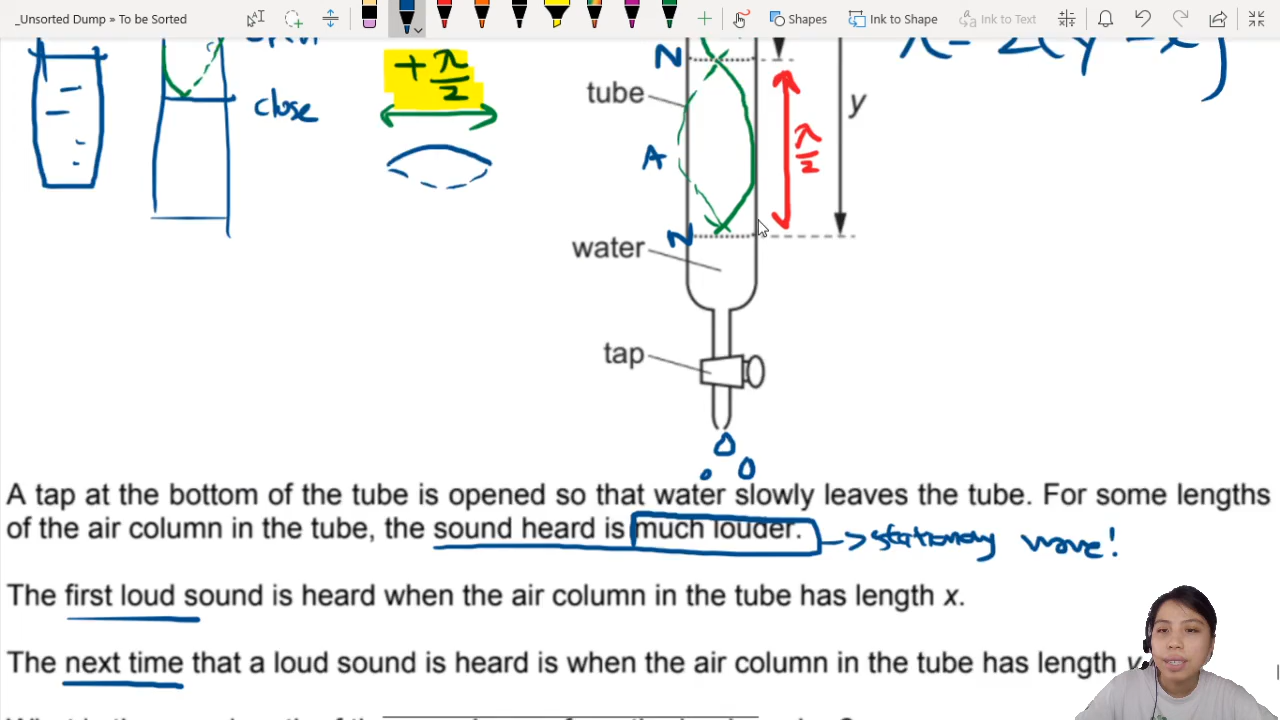 _Unsorted Dump » To be Sorted
Shapes
Ink to Shape
Ink to Text
close
+ λ/2
N
tube
A
λ/2
y
N
water
tap
A tap at the bottom of the tube is opened so that water slowly leaves the tube. For some lengths
of the air column in the tube, the sound heard is much louder. -> stationary wave!
The first loud sound is heard when the air column in the tube has length x.
The next time that a loud sound is heard is when the air column in the tube has length y